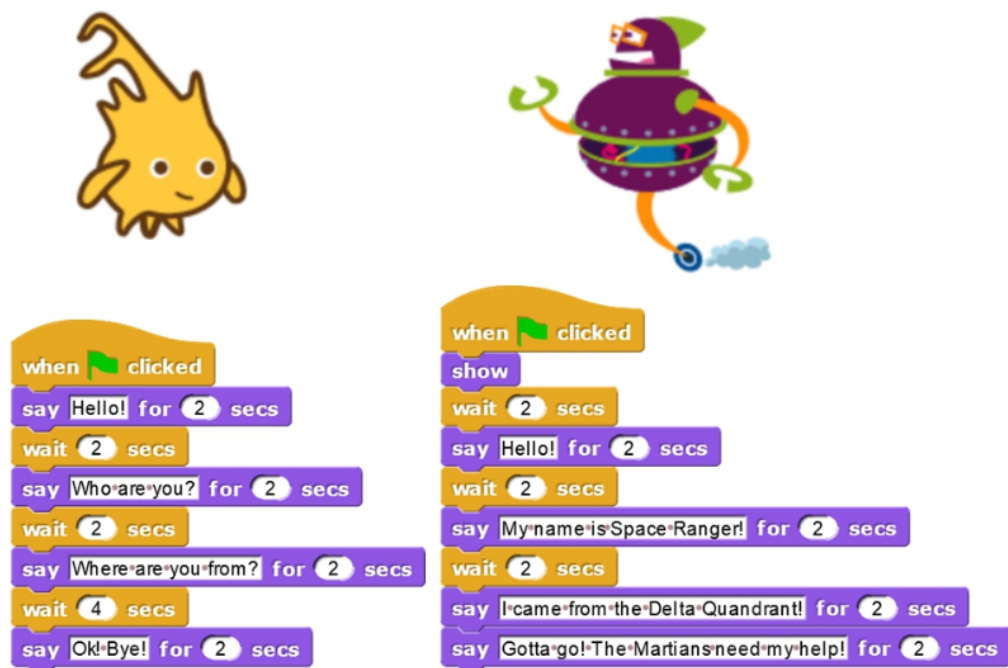 when clicked
say Hello! for 2 secs
wait 2 secs
say Who are you? for 2 secs
wait 2 secs
say Where are you from? for 2 secs
wait 4 secs
say Ok! Bye! for 2 secs
when clicked
show
wait 2 secs
say Hello! for 2 secs
wait 2 secs
say My name is Space Ranger! for 2 secs
wait 2 secs
say I came from the Delta Quandrant! for 2 secs
say Gotta go! The Martians need my help! for 2 secs